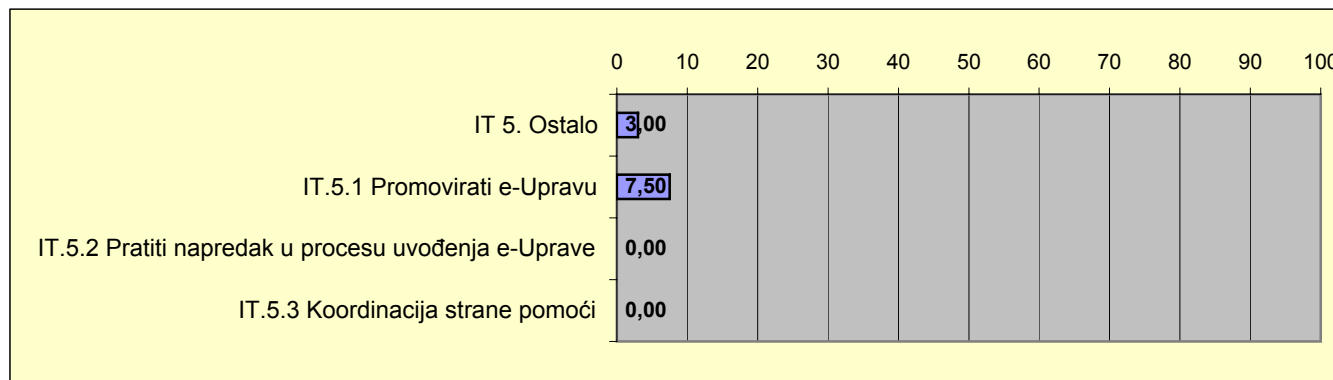 0 10 20 30 40 50 60 70 80 90 100
IT 5. Ostalo 3,00
IT.5.1 Promovirati e-Upravu 7,50
IT.5.2 Pratiti napredak u procesu uvođenja e-Uprave 0,00
IT.5.3 Koordinacija strane pomoći 0,00